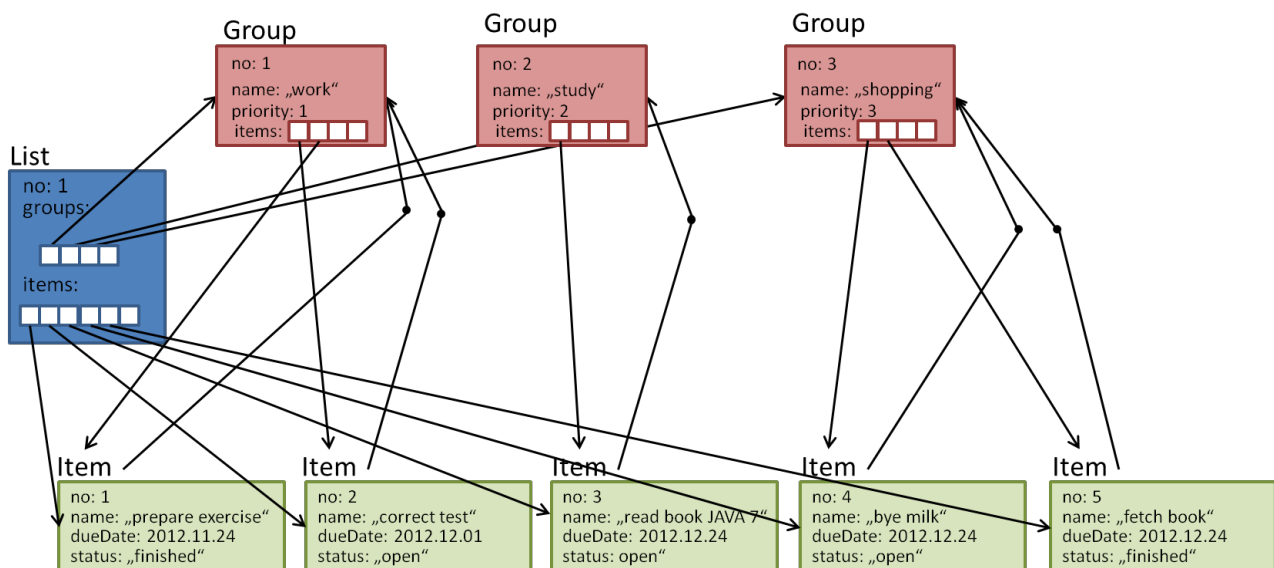 Group
no: 1
name: „work“
priority: 1
items:
Group
no: 2
name: „study“
priority: 2
items:
Group
no: 3
name: „shopping“
priority: 3
items:
List
no: 1
groups:
items:
Item
no: 1
name: „prepare exercise“
dueDate: 2012.11.24
status: „finished“
Item
no: 2
name: „correct test“
dueDate: 2012.12.01
status: „open“
Item
no: 3
name: „read book JAVA 7“
dueDate: 2012.12.24
status: open“
Item
no: 4
name: „bye milk“
dueDate: 2012.12.24
status: „open“
Item
no: 5
name: „fetch book“
dueDate: 2012.12.24
status: „finished“